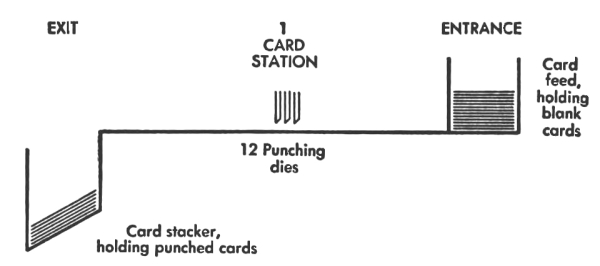 EXIT
1
CARD
STATION
ENTRANCE
Card
feed,
holding
blank
cards
12 Punching
dies
Card stacker,
holding punched cards